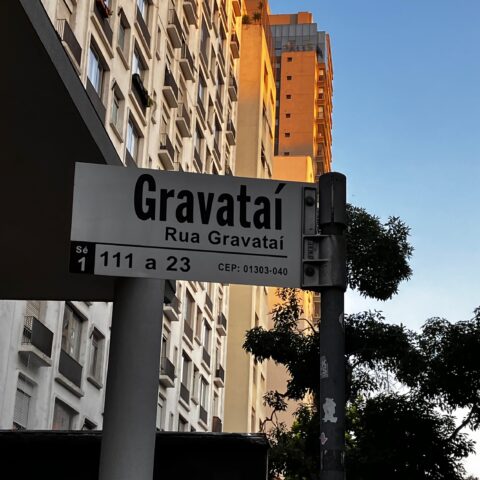 Gravataí
Rua Gravataí
Sé
1
111 a 23
CEP: 01303-040